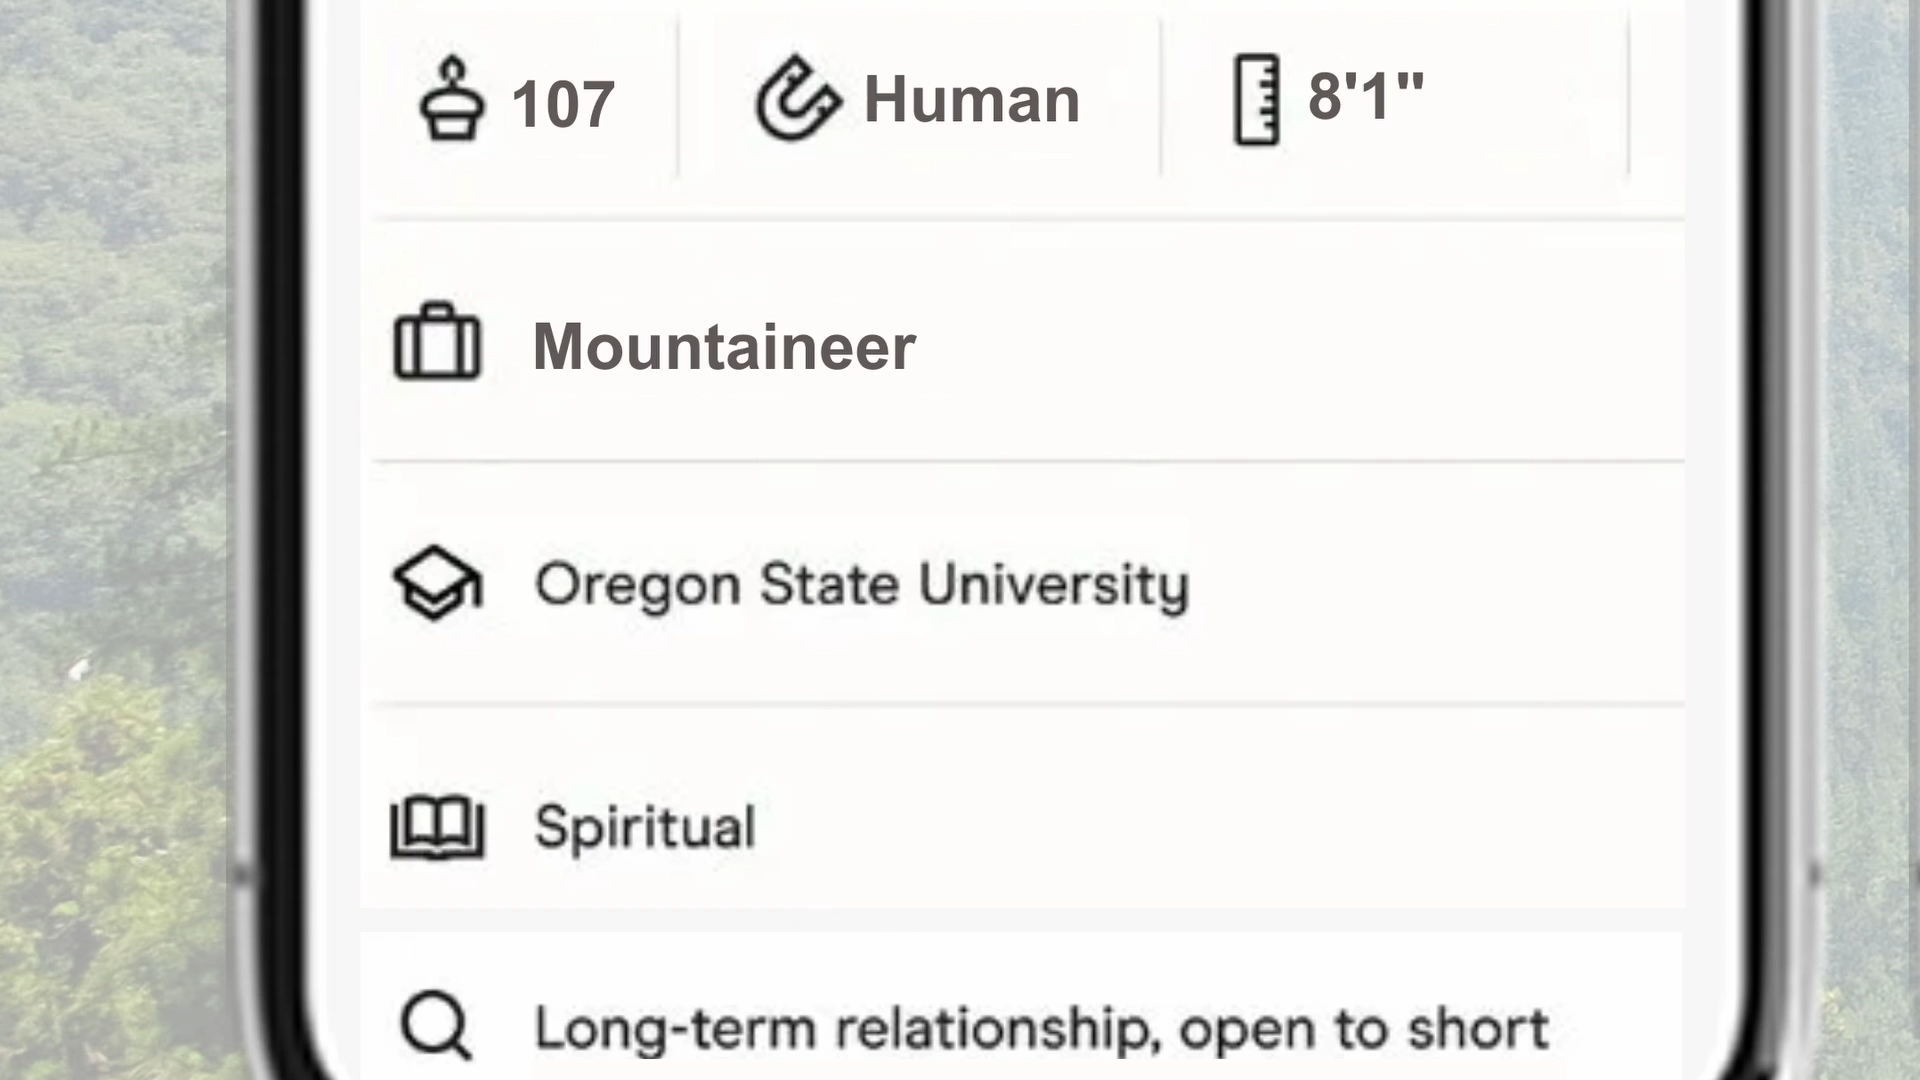 107
Human
8'1"
Mountaineer
Oregon State University
Spiritual
Long-term relationship, open to short